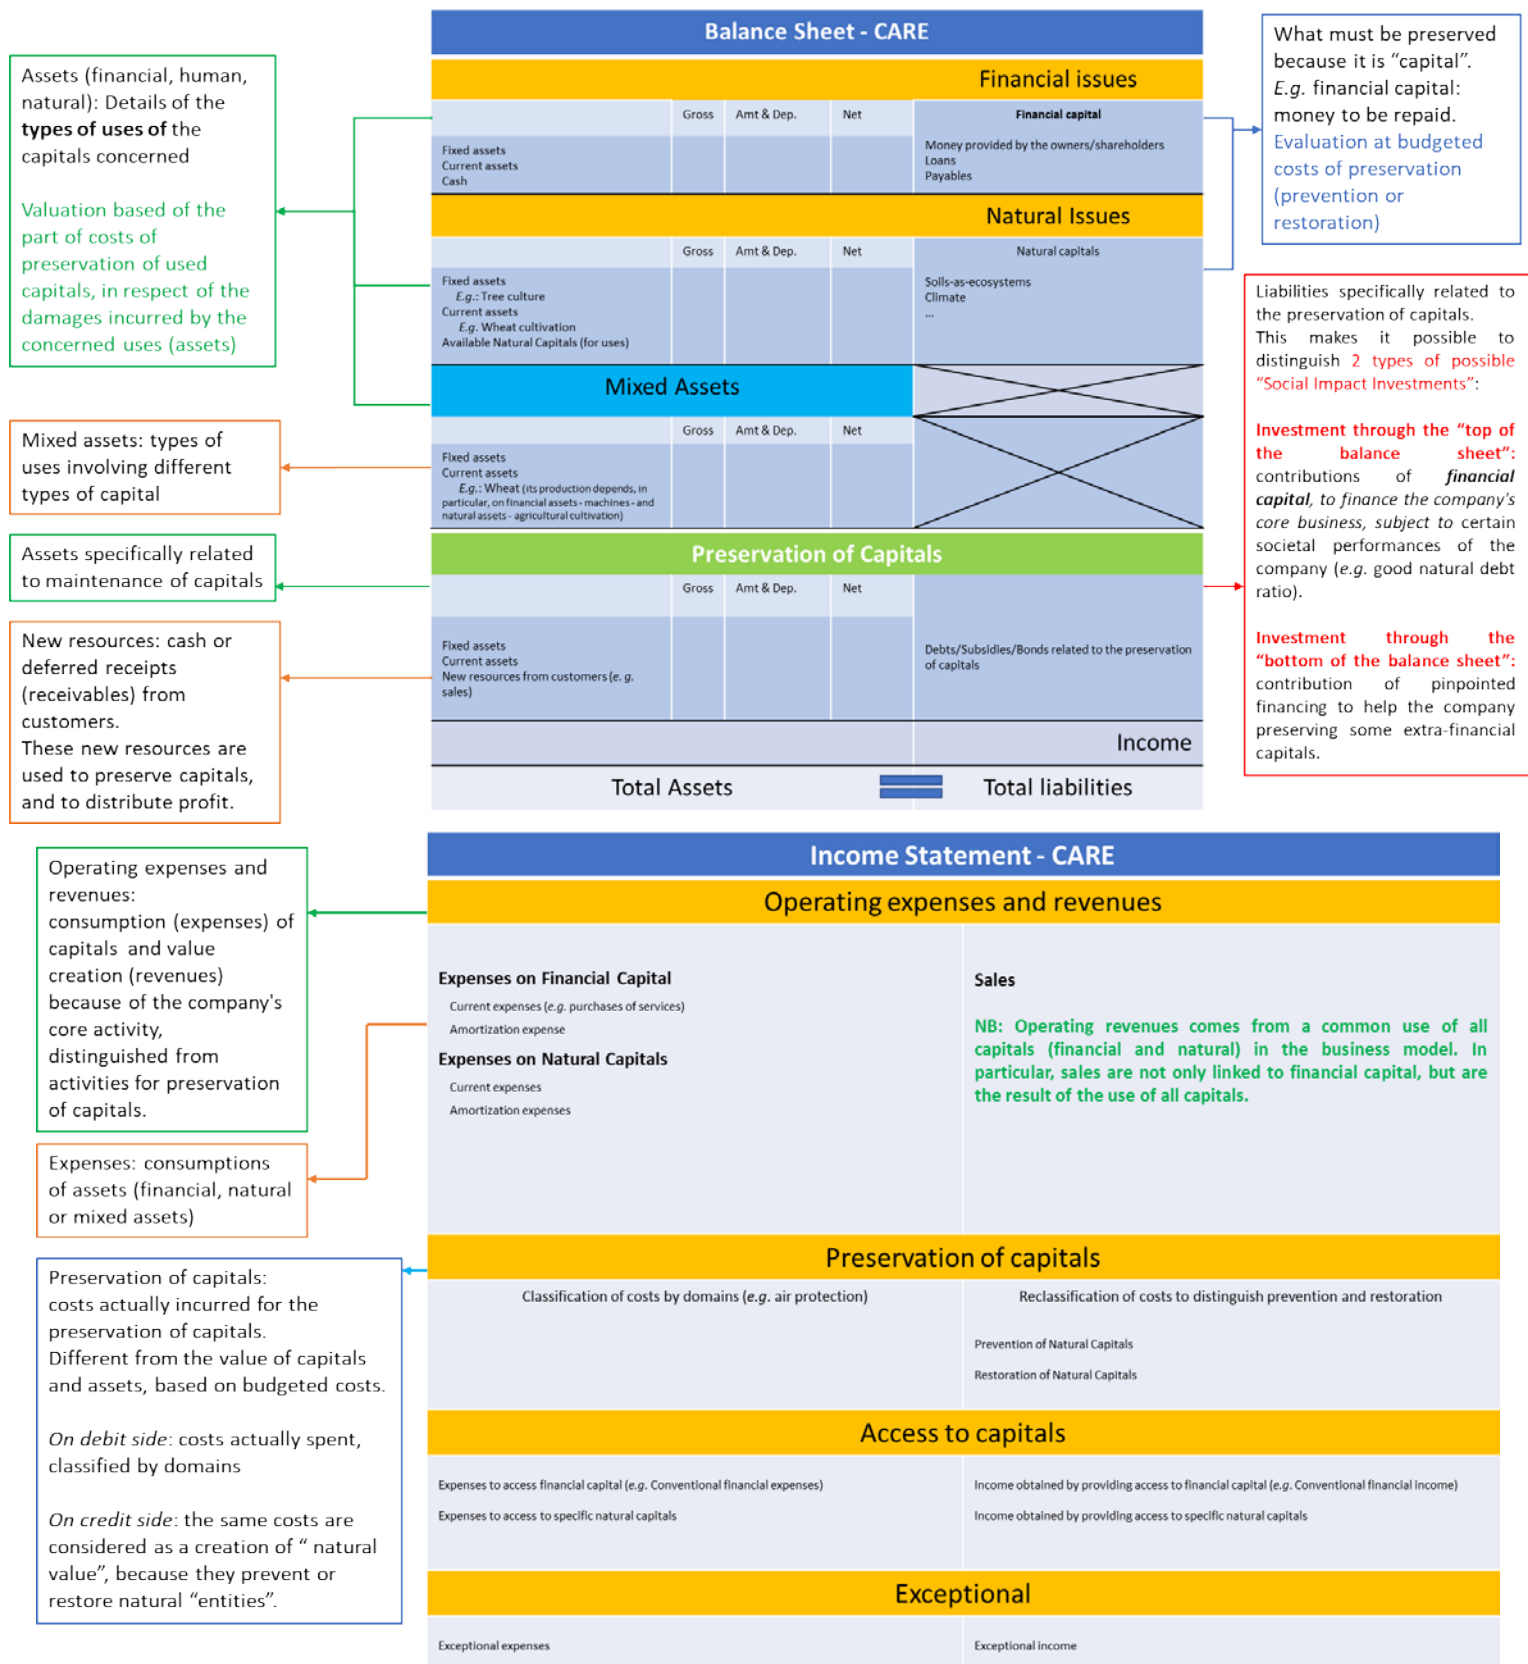 Balance Sheet - CARE
Financial issues
Gross Amt & Dep. Net Financial capital
Fixed assets
Current assets
Cash
Money provided by the owners/shareholders
Loans
Payables
Natural Issues
Gross Amt & Dep. Net Natural capitals
Fixed assets
E.g.: Tree culture
Current assets
E.g. Wheat cultivation
Available Natural Capitals (for uses)
Soils-as-ecosystems
Climate
...
Mixed Assets
Gross Amt & Dep. Net
Fixed assets
Current assets
E.g.: Wheat (its production depends, in
particular, on financial assets - machines - and
natural assets - agricultural cultivation)
Preservation of Capitals
Gross Amt & Dep. Net
Fixed assets
Current assets
New resources from customers (e. g.
sales)
Debts/Subsidies/Bonds related to the preservation
of capitals
Income
Total Assets Total liabilities
Assets (financial, human,
natural): Details of the
types of uses of the
capitals concerned
Valuation based of the
part of costs of
preservation of used
capitals, in respect of the
damages incurred by the
concerned uses (assets)
Mixed assets: types of
uses involving different
types of capital
Assets specifically related
to maintenance of capitals
New resources: cash or
deferred receipts
(receivables) from
customers.
These new resources are
used to preserve capitals,
and to distribute profit.
What must be preserved
because it is “capital”.
E.g. financial capital:
money to be repaid.
Evaluation at budgeted
costs of preservation
(prevention or
restoration)
Liabilities specifically related to
the preservation of capitals.
This makes it possible to
distinguish 2 types of possible
“Social Impact Investments”:
Investment through the “top of
the balance sheet”:
contributions of financial
capital, to finance the company's
core business, subject to certain
societal performances of the
company (e.g. good natural debt
ratio).
Investment through the
“bottom of the balance sheet”:
contribution of pinpointed
financing to help the company
preserving some extra-financial
capitals.
Income Statement - CARE
Operating expenses and revenues
Expenses on Financial Capital
Current expenses (e.g. purchases of services)
Amortization expense
Expenses on Natural Capitals
Current expenses
Amortization expenses
Sales
NB: Operating revenues comes from a common use of all
capitals (financial and natural) in the business model. In
particular, sales are not only linked to financial capital, but are
the result of the use of all capitals.
Preservation of capitals
Classification of costs by domains (e.g. air protection)
Reclassification of costs to distinguish prevention and restoration
Prevention of Natural Capitals
Restoration of Natural Capitals
Access to capitals
Expenses to access financial capital (e.g. Conventional financial expenses)
Expenses to access to specific natural capitals
Income obtained by providing access to financial capital (e.g. Conventional financial income)
Income obtained by providing access to specific natural capitals
Exceptional
Exceptional expenses
Exceptional income
Operating expenses and
revenues:
consumption (expenses) of
capitals and value
creation (revenues)
because of the company's
core activity,
distinguished from
activities for preservation
of capitals.
Expenses: consumptions
of assets (financial, natural
or mixed assets)
Preservation of capitals:
costs actually incurred for the
preservation of capitals.
Different from the value of capitals
and assets, based on budgeted costs.
On debit side: costs actually spent,
classified by domains
On credit side: the same costs are
considered as a creation of “ natural
value”, because they prevent or
restore natural “entities”.